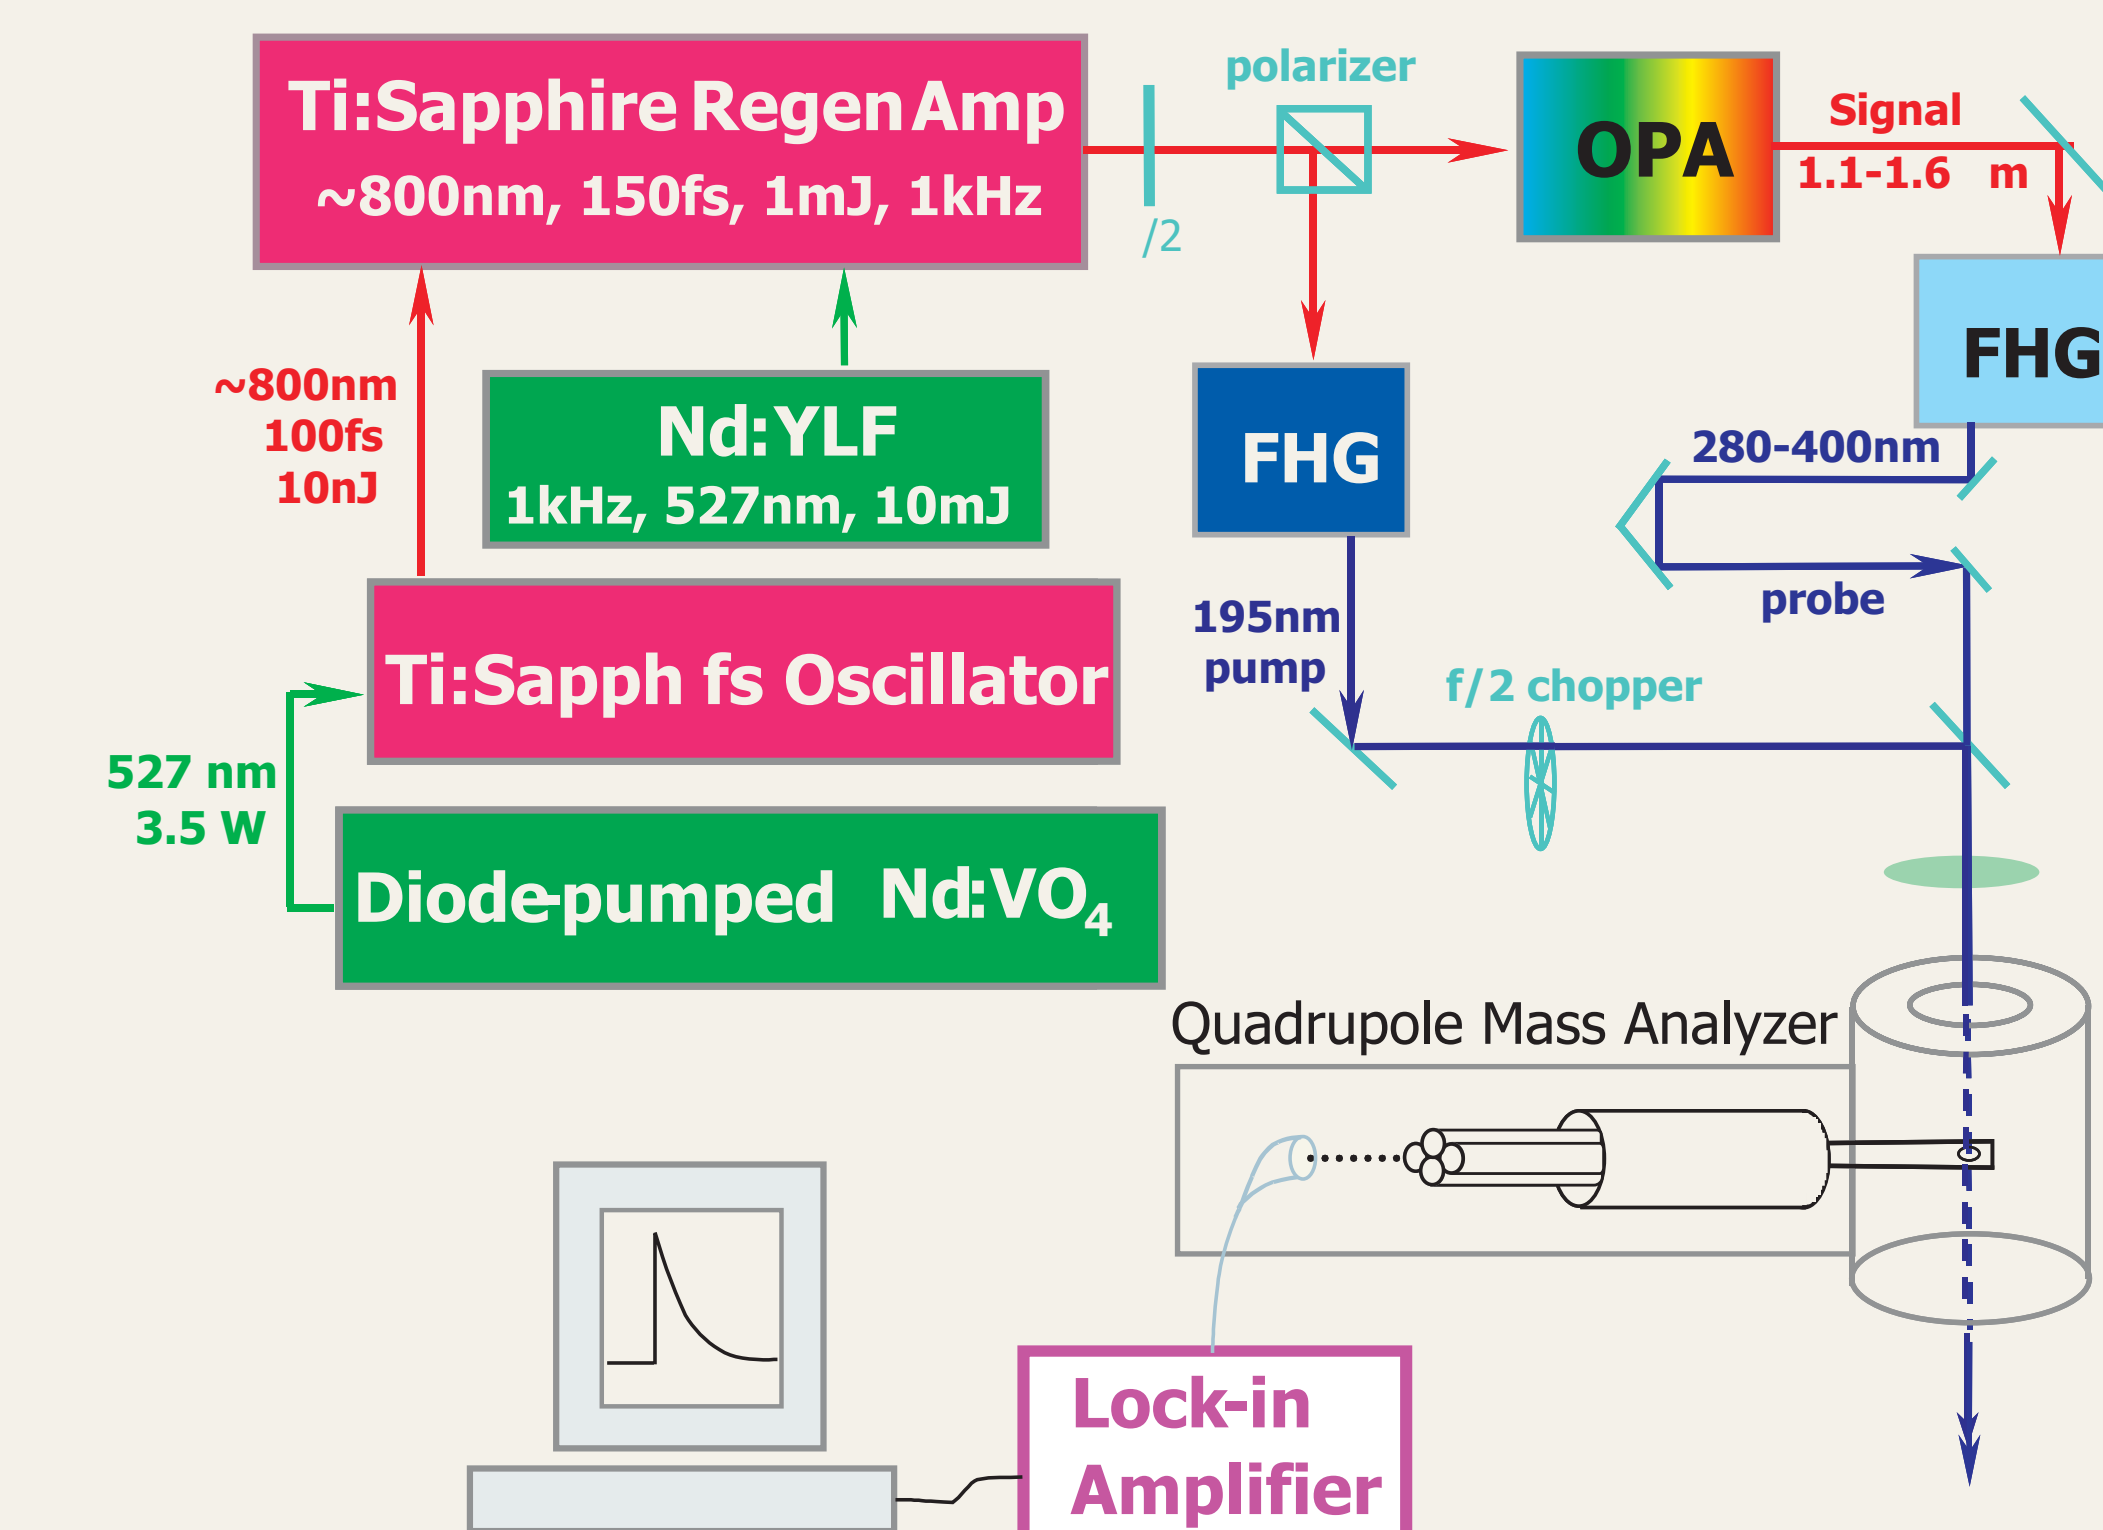 Ti:Sapphire Regen Amp
~800nm, 150fs, 1mJ, 1kHz
polarizer
/2
OPA
Signal
1.1-1.6 m
FHG
~800nm
100fs
10nJ
Nd:YLF
1kHz, 527nm, 10mJ
FHG
280-400nm
probe
195nm
pump
f/2 chopper
Ti:Sapph fs Oscillator
527 nm
3.5 W
Diode-pumped Nd:VO4
Quadrupole Mass Analyzer
Lock-in
Amplifier